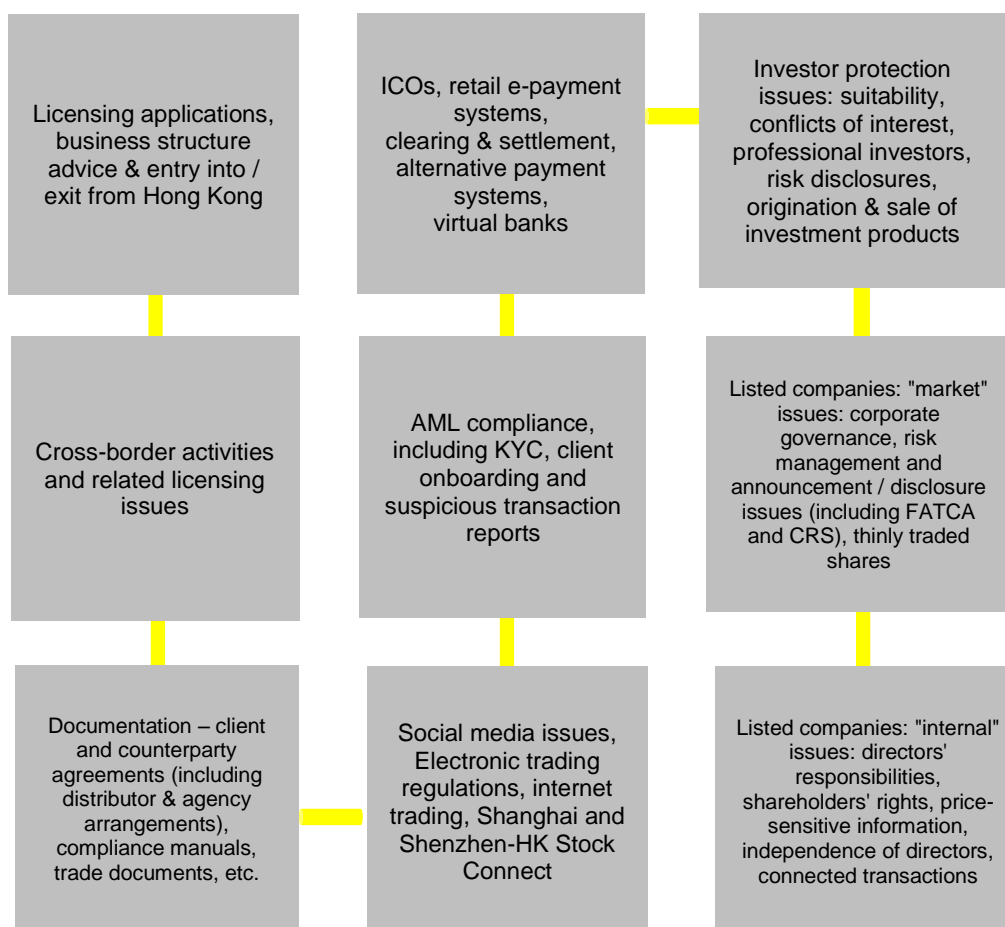 Licensing applications,
business structure
advice & entry into /
exit from Hong Kong
Cross-border activities
and related licensing
issues
Documentation – client
and counterparty
agreements (including
distributor & agency
arrangements),
compliance manuals,
trade documents, etc.
Social media issues,
Electronic trading
regulations, internet
trading, Shanghai and
Shenzhen-HK Stock
Connect
AML compliance,
including KYC, client
onboarding and
suspicious transaction
reports
ICOs, retail e-payment
systems,
clearing & settlement,
alternative payment
systems,
virtual banks
Investor protection
issues: suitability,
conflicts of interest,
professional investors,
risk disclosures,
origination & sale of
investment products
Listed companies: "market"
issues: corporate
governance, risk
management and
announcement / disclosure
issues (including FATCA
and CRS), thinly traded
shares
Listed companies: "internal"
issues: directors'
responsibilities,
shareholders' rights, price-
sensitive information,
independence of directors,
connected transactions